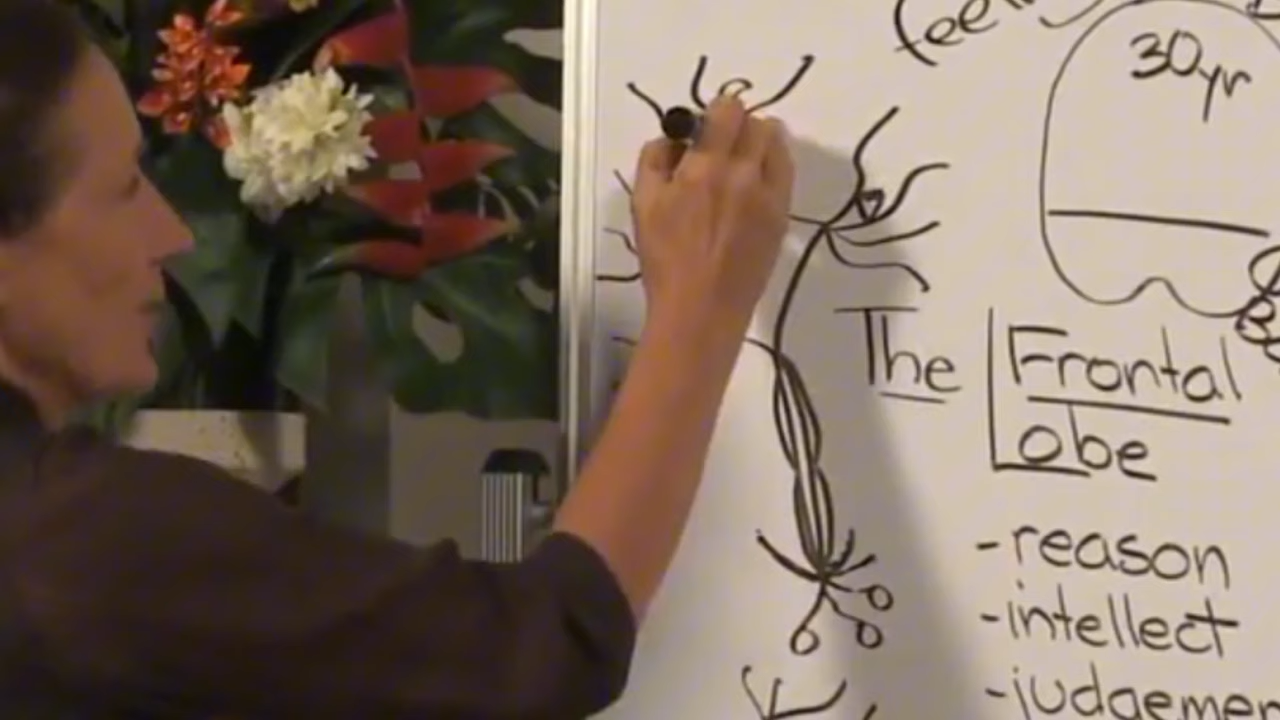 30yr
The Frontal
Lobe
- reason
- intellect